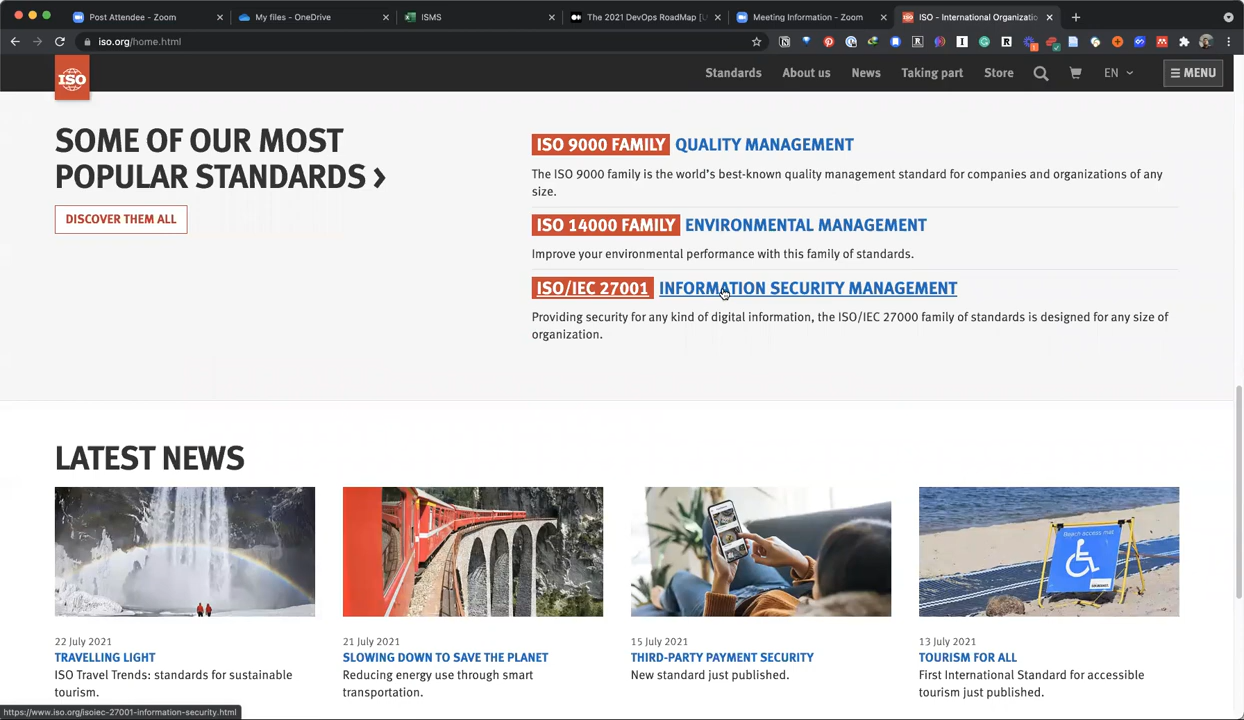 Post Attendee - Zoom
My files - OneDrive
ISMS
The 2021 DevOps RoadMap [
Meeting Information - Zoom
ISO - International Organizatio
iso.org/home.html
ISO
Standards
About us
News
Taking part
Store
EN
MENU
SOME OF OUR MOST
POPULAR STANDARDS ›
DISCOVER THEM ALL
ISO 9000 FAMILY QUALITY MANAGEMENT
The ISO 9000 family is the world's best-known quality management standard for companies and organizations of any
size.
ISO 14000 FAMILY ENVIRONMENTAL MANAGEMENT
Improve your environmental performance with this family of standards.
ISO/IEC 27001 INFORMATION SECURITY MANAGEMENT
Providing security for any kind of digital information, the ISO/IEC 27000 family of standards is designed for any size of
organization.
LATEST NEWS
Beach access mat
22 July 2021
TRAVELLING LIGHT
ISO Travel Trends: standards for sustainable
tourism.
21 July 2021
SLOWING DOWN TO SAVE THE PLANET
Reducing energy use through smart
transportation.
15 July 2021
THIRD-PARTY PAYMENT SECURITY
New standard just published.
13 July 2021
TOURISM FOR ALL
First International Standard for accessible
tourism just published.
https://www.iso.org/isoiec-27001-information-security.html